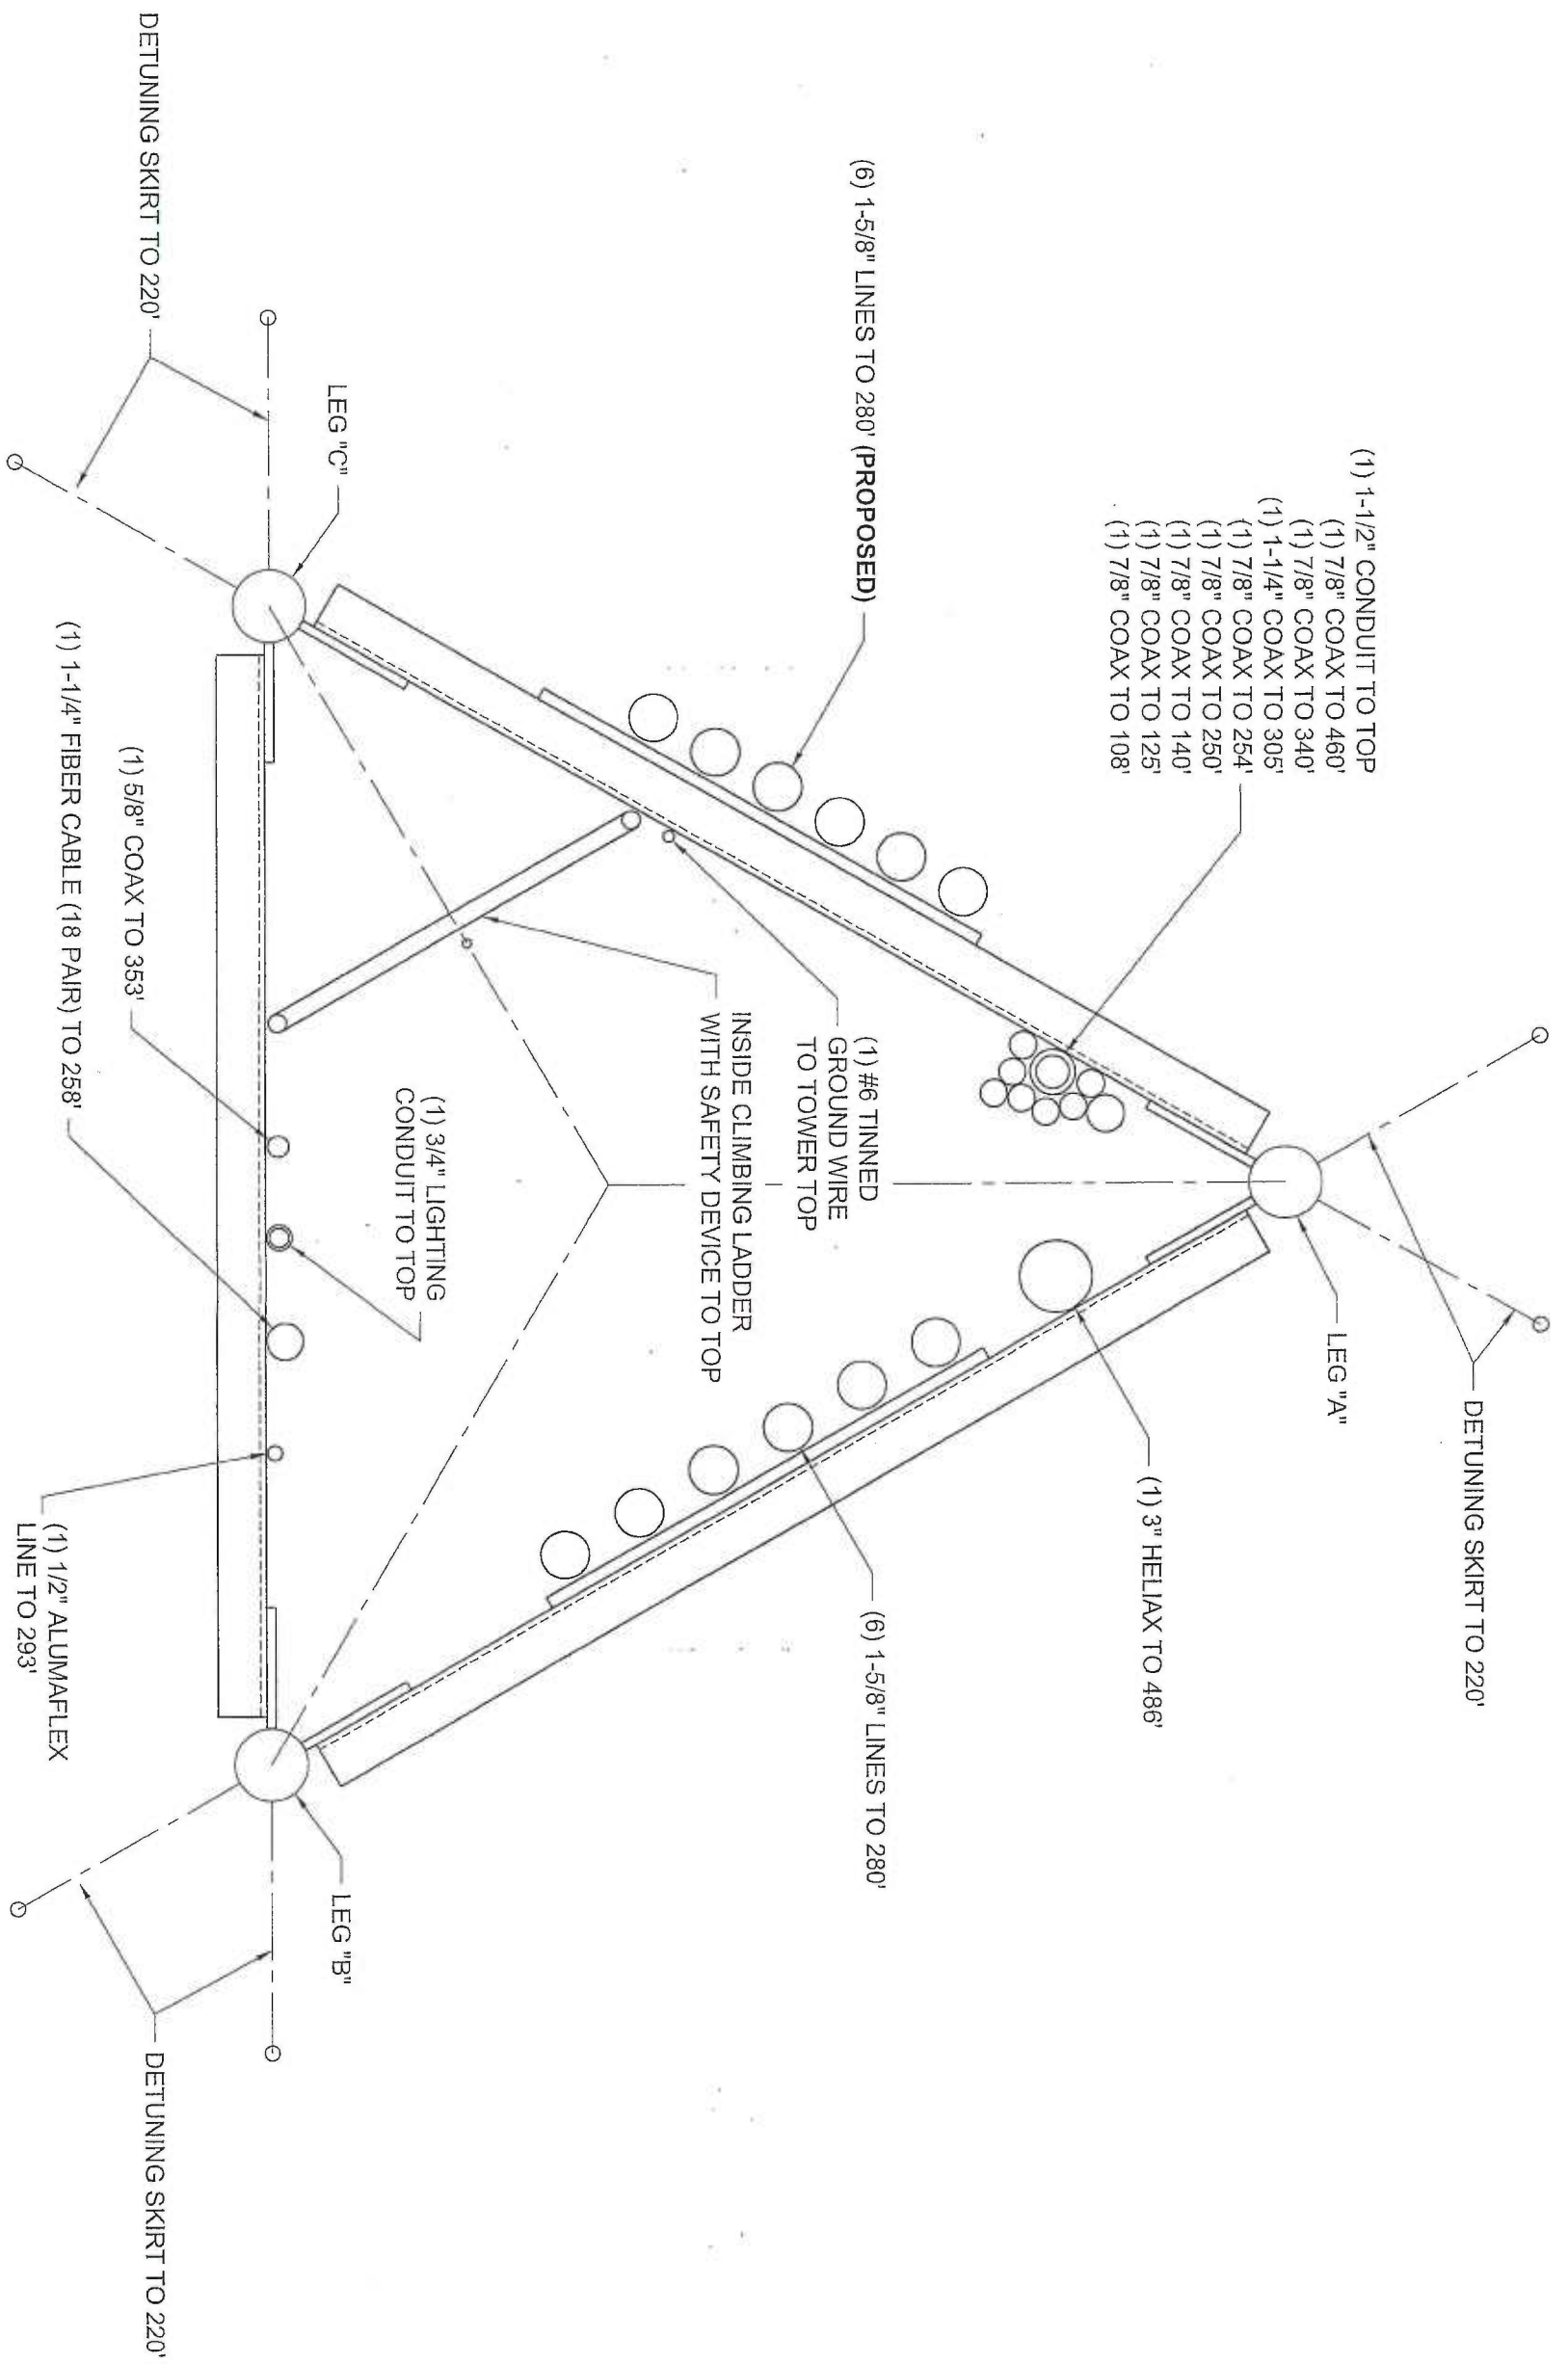 DETUNING SKIRT TO 220'
LEG "A"
(1) 3" HELIAX TO 486'
(1) 1-1/2" CONDUIT TO TOP
(1) 7/8" COAX TO 460'
(1) 7/8" COAX TO 340'
(1) 1-1/4" COAX TO 305'
(1) 7/8" COAX TO 254'
(1) 7/8" COAX TO 250'
(1) 7/8" COAX TO 140'
(1) 7/8" COAX TO 125'
(1) 7/8" COAX TO 108'
(6) 1-5/8" LINES TO 280' (PROPOSED)
(6) 1-5/8" LINES TO 280'
(1) #6 TINNED
GROUND WIRE
TO TOWER TOP
INSIDE CLIMBING LADDER
WITH SAFETY DEVICE TO TOP
(1) 3/4" LIGHTING
CONDUIT TO TOP
LEG "C"
LEG "B"
DETUNING SKIRT TO 220'
DETUNING SKIRT TO 220'
(1) 5/8" COAX TO 353'
(1) 1-1/4" FIBER CABLE (18 PAIR) TO 258'
(1) 1/2" ALUMAFLEX
LINE TO 293'